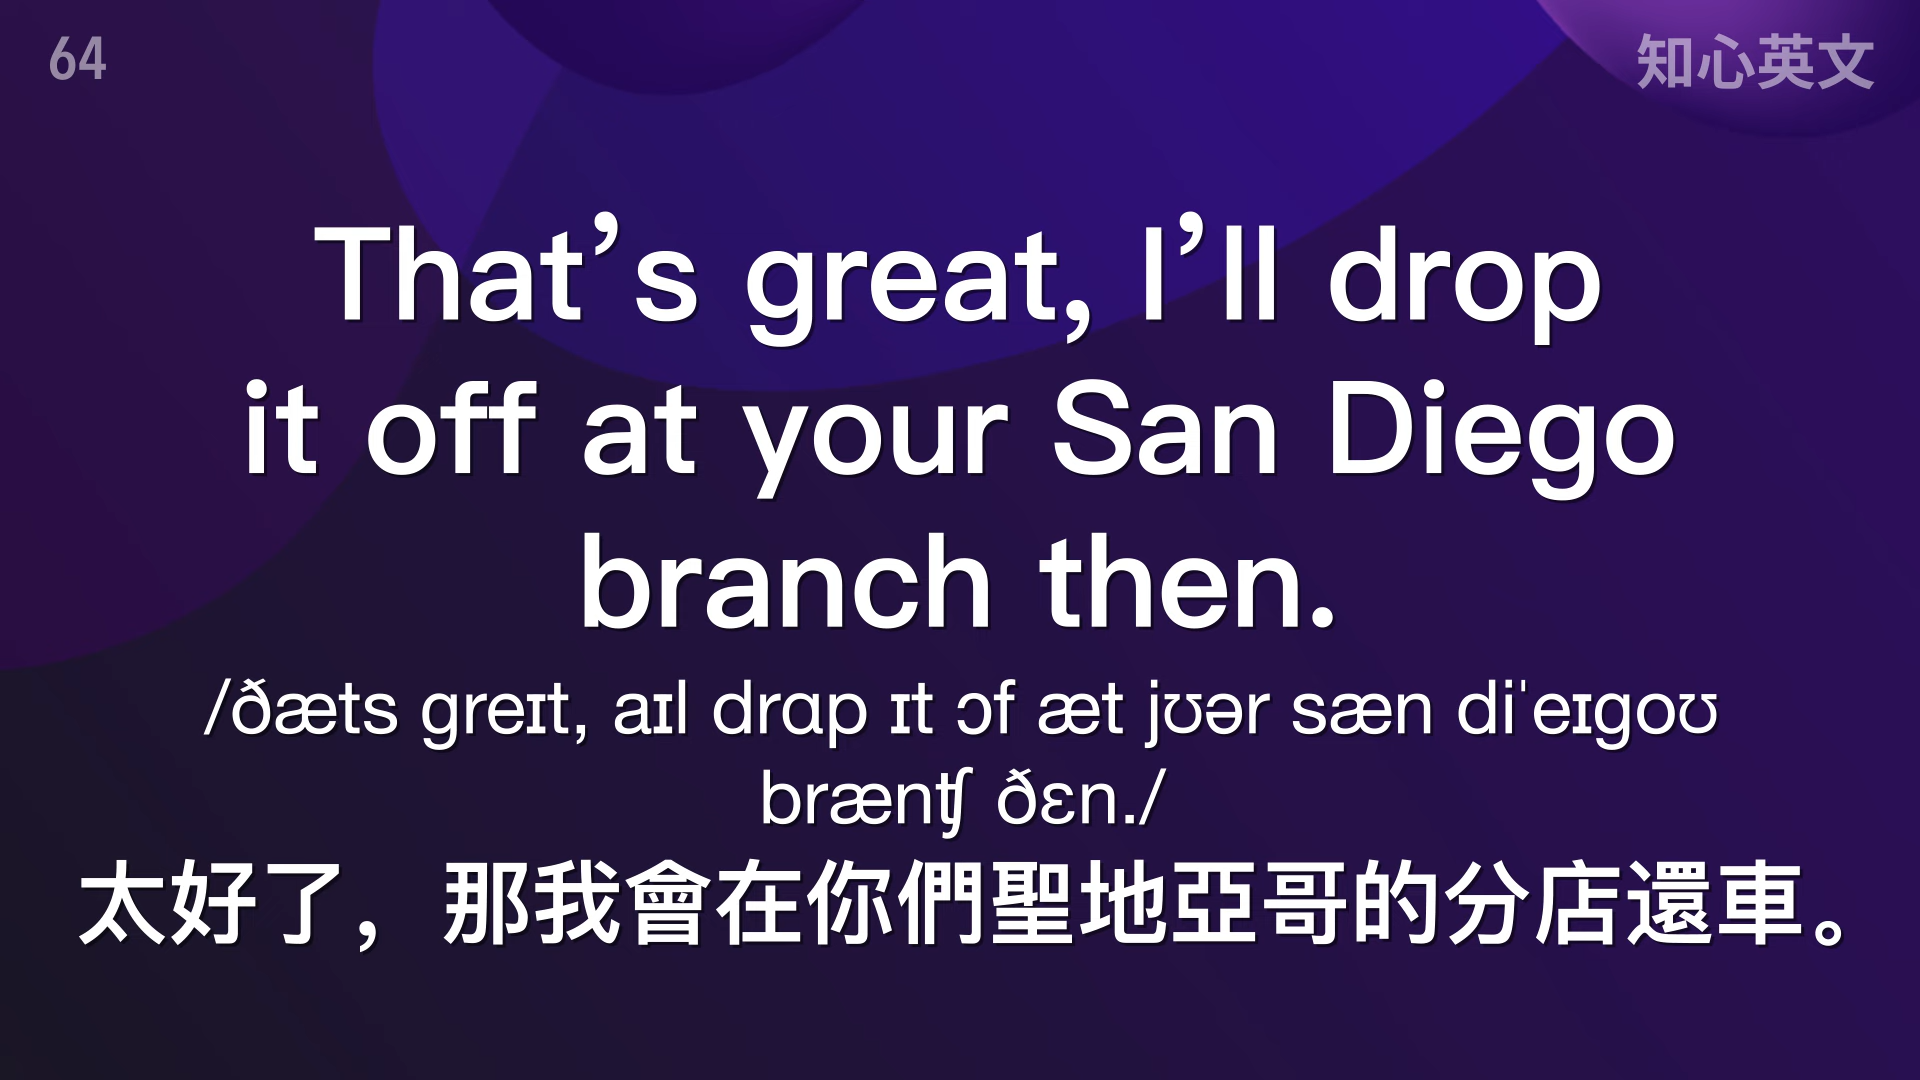 64
知心英文
That’s great, I’ll drop
it off at your San Diego
branch then.
/ðæts greɪt, aɪl drɑp ɪt ɔf æt jʊər sæn diˈeɪgoʊ
brænʧ ðɛn./
太好了，那我會在你們聖地亞哥的分店還車。